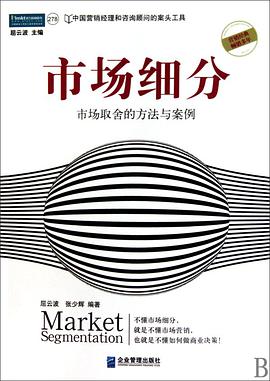 278
中国营销经理和咨询顾问的案头工具
屈云波 主编
市场细分
市场取舍的方法与案例
屈云波 张少辉 编著
Market
Segmentation
不懂市场细分,
就是不懂市场营销,
也就是不懂如何做商业决策!
企业管理出版社
B